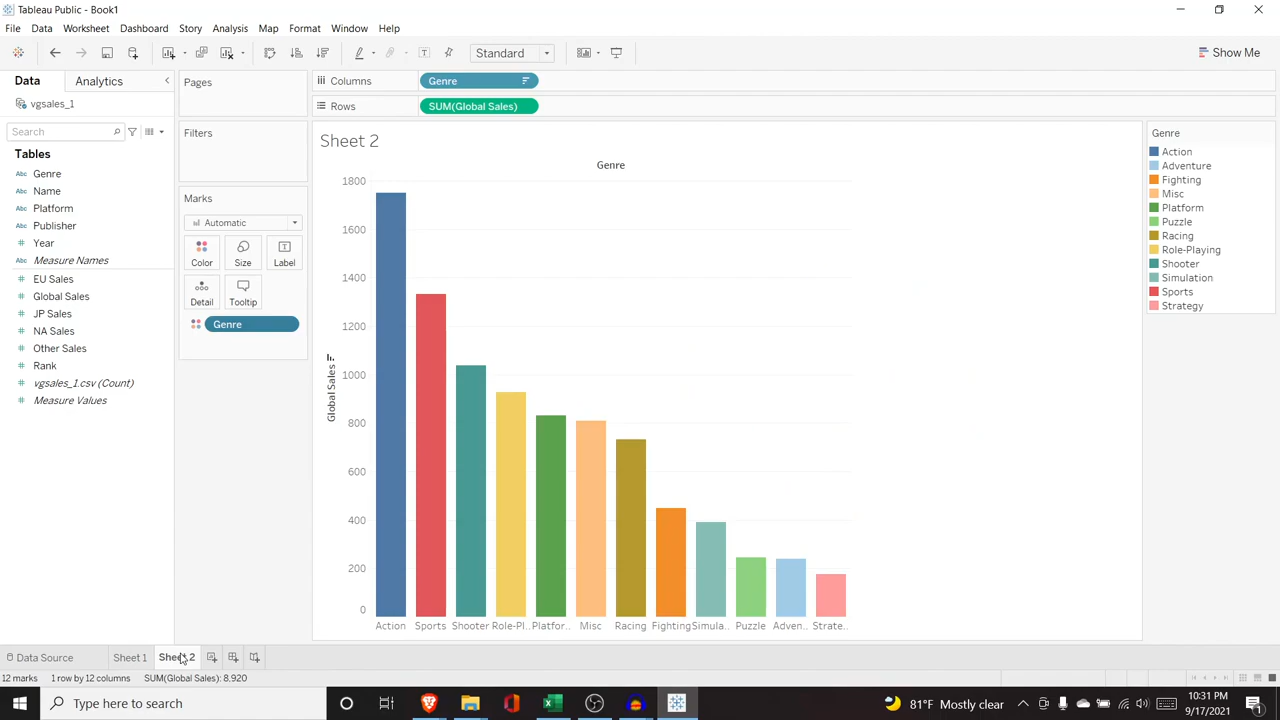 Tableau Public - Book1
File Data Worksheet Dashboard Story Analysis Map Format Window Help
Standard
Show Me
Data Analytics
Pages
Columns Genre
vgsales_1
Rows SUM(Global Sales)
Search
Filters
Tables
Genre
Name
Platform
Publisher
Year
Measure Names
EU Sales
Global Sales
JP Sales
NA Sales
Other Sales
Rank
vgsales_1.csv (Count)
Measure Values
Marks
Automatic
Color Size Label
Detail Tooltip
Genre
Sheet 2
Genre
Global Sales
1800
1600
1400
1200
1000
800
600
400
200
0
Action Sports Shooter Role-Pl.. Platfor.. Misc Racing Fighting Simula.. Puzzle Adven.. Strate..
Genre
Action
Adventure
Fighting
Misc
Platform
Puzzle
Racing
Role-Playing
Shooter
Simulation
Sports
Strategy
Data Source Sheet 1 Sheet 2
12 marks 1 row by 12 columns SUM(Global Sales): 8,920
Type here to search
81°F Mostly clear
10:31 PM
9/17/2021